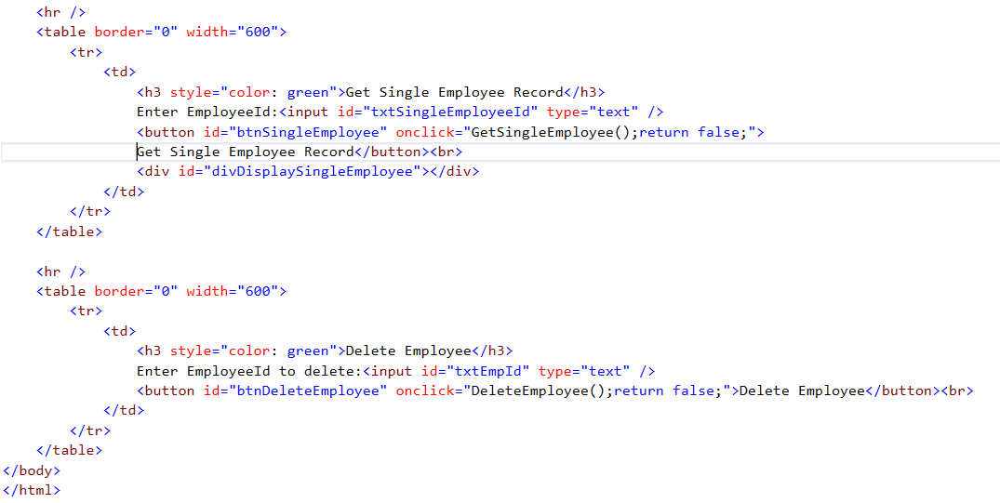 <hr />
<table border="0" width="600">
<tr>
<td>
<h3 style="color: green">Get Single Employee Record</h3>
Enter EmployeeId:<input id="txtSingleEmployeeId" type="text" />
<button id="btnSingleEmployee" onclick="GetSingleEmployee();return false;">
Get Single Employee Record</button><br>
<div id="divDisplaySingleEmployee"></div>
</td>
</tr>
</table>
<hr />
<table border="0" width="600">
<tr>
<td>
<h3 style="color: green">Delete Employee</h3>
Enter EmployeeId to delete:<input id="txtEmpId" type="text" />
<button id="btnDeleteEmployee" onclick="DeleteEmployee();return false;">Delete Employee</button><br>
</td>
</tr>
</table>
</body>
</html>